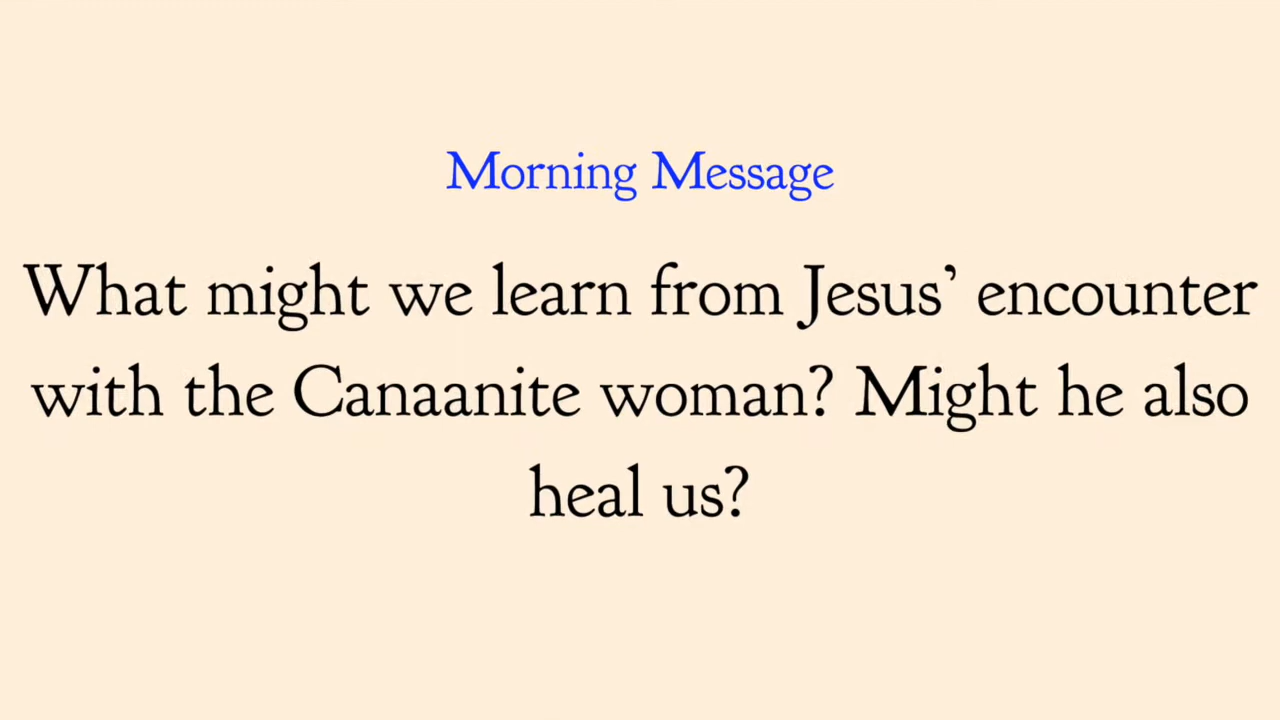 Morning Message
What might we learn from Jesus’ encounter
with the Canaanite woman? Might he also
heal us?